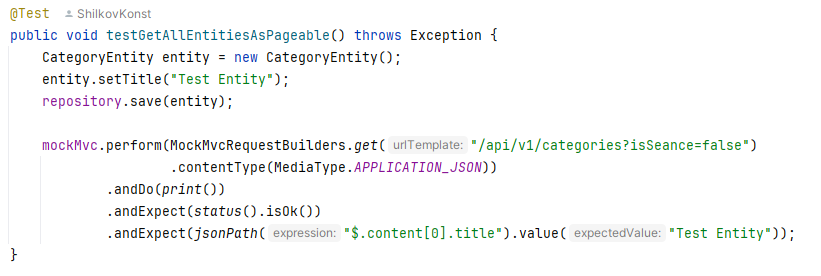 @Test ShilkovKonst
public void testGetAllEntitiesAsPageable() throws Exception {
CategoryEntity entity = new CategoryEntity();
entity.setTitle("Test Entity");
repository.save(entity);
mockMvc.perform(MockMvcRequestBuilders.get( urlTemplate: "/api/v1/categories?isSeance=false")
.contentType(MediaType.APPLICATION_JSON))
.andDo(print())
.andExpect(status().isOk())
.andExpect(jsonPath( expression: "$.content[0].title").value( expectedValue: "Test Entity"));
}